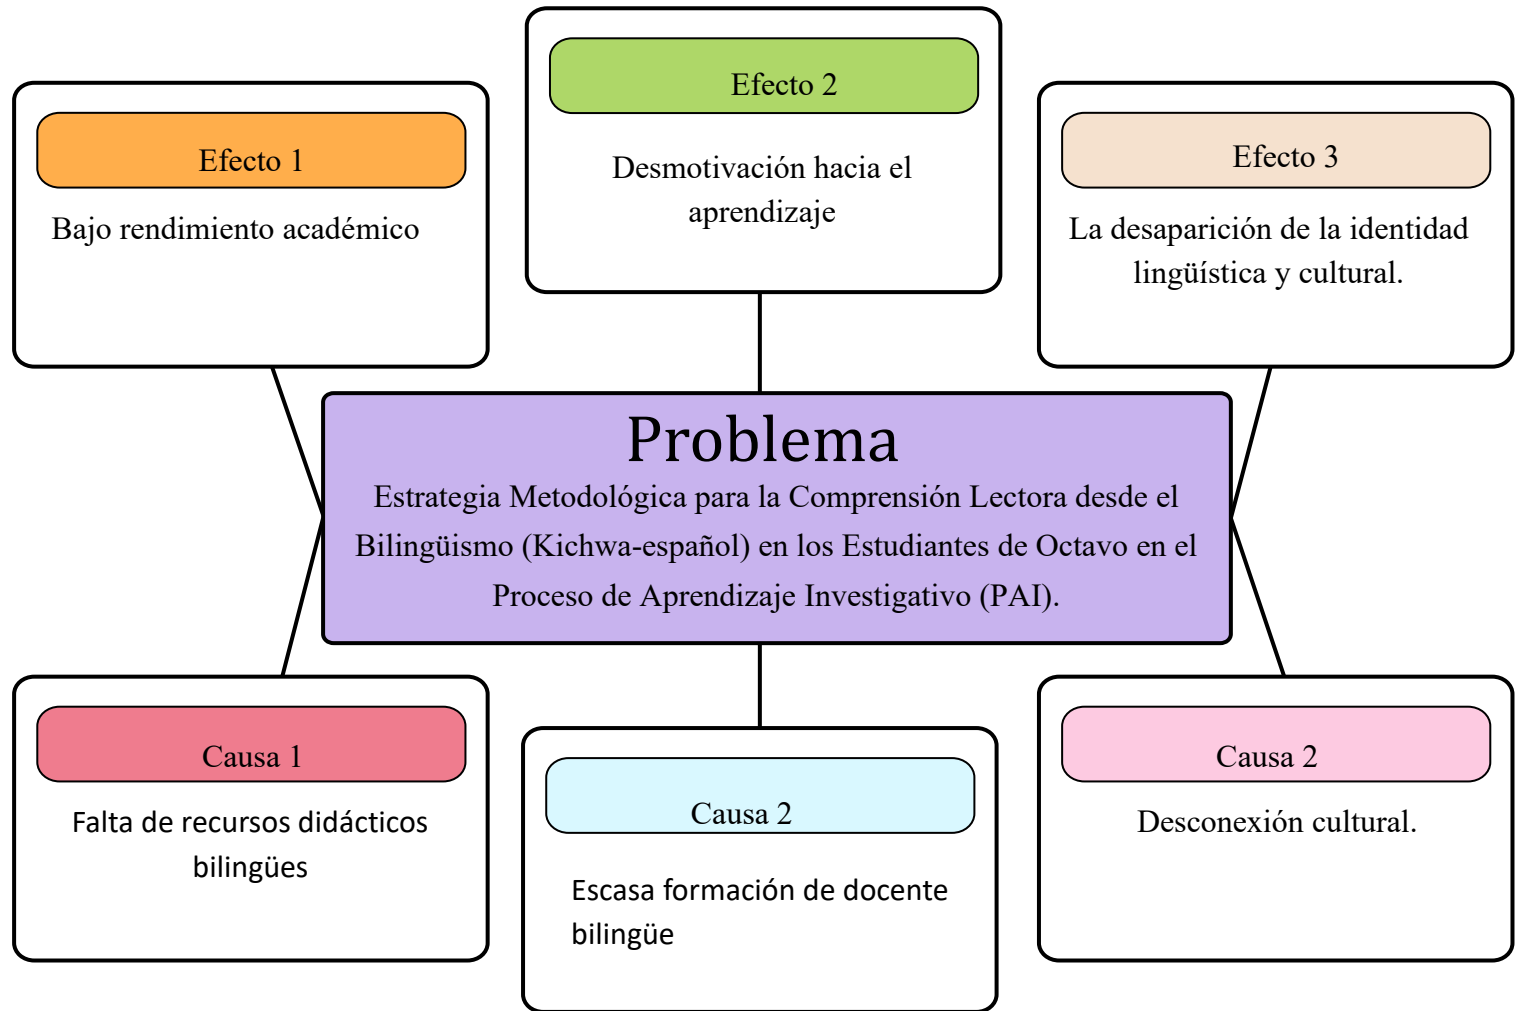 Efecto 1
Bajo rendimiento académico
Efecto 2
Desmotivación hacia el
aprendizaje
Efecto 3
La desaparición de la identidad
lingüística y cultural.
Problema
Estrategia Metodológica para la Comprensión Lectora desde el
Bilingüismo (Kichwa-español) en los Estudiantes de Octavo en el
Proceso de Aprendizaje Investigativo (PAI).
Causa 1
Falta de recursos didácticos
bilingües
Causa 2
Escasa formación de docente
bilingüe
Causa 2
Desconexión cultural.